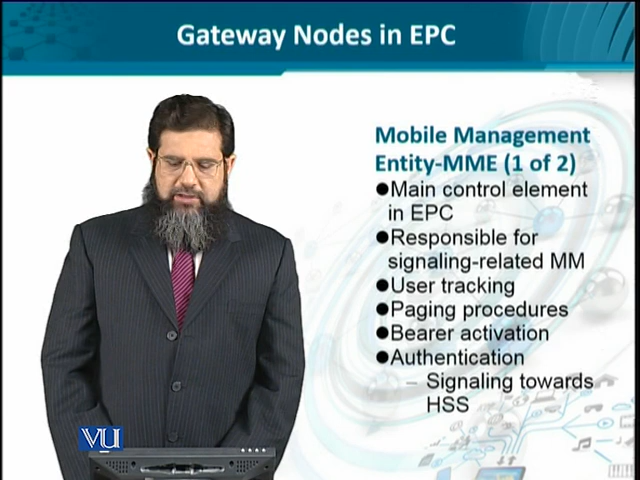 Gateway Nodes in EPC
Mobile Management
Entity-MME (1 of 2)
●Main control element
in EPC
●Responsible for
signaling-related MM
●User tracking
●Paging procedures
●Bearer activation
●Authentication
– Signaling towards
HSS
VU